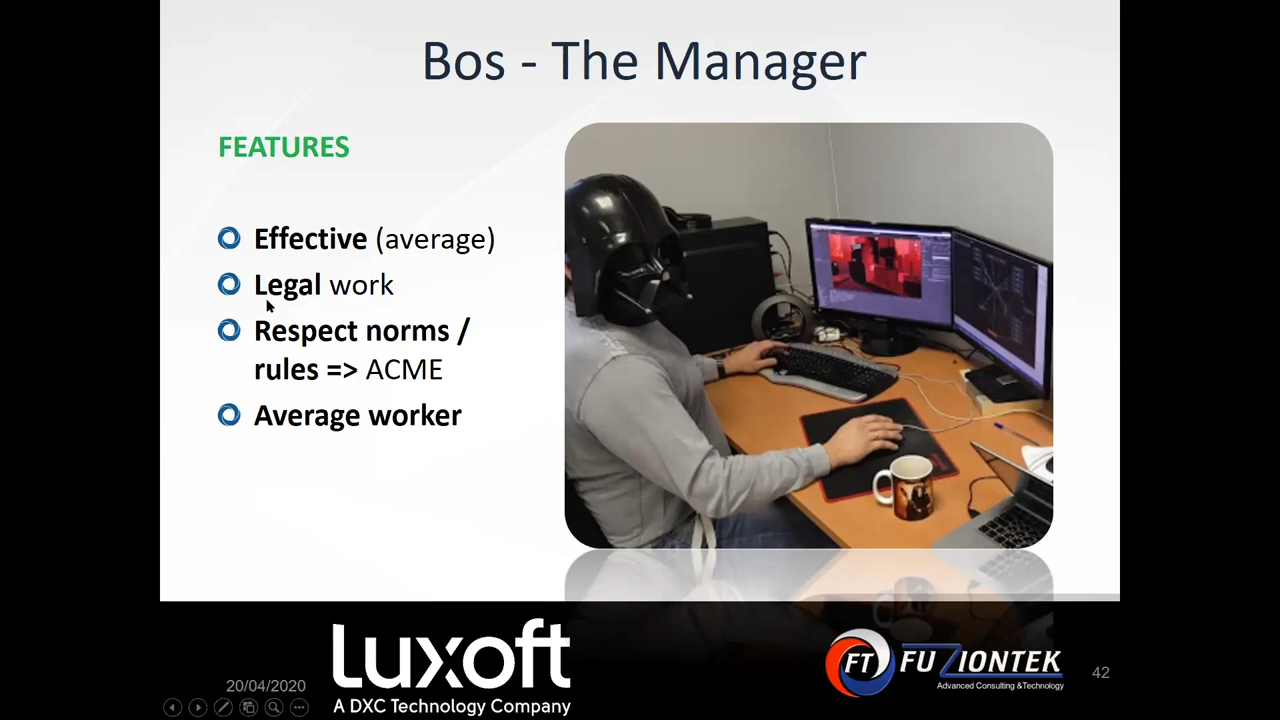 Bos - The Manager
FEATURES
Effective (average)
Legal work
Respect norms /
rules => ACME
Average worker
Luxoft
A DXC Technology Company
FT FUZIONTEK
Advanced Consulting &Technology
20/04/2020
42